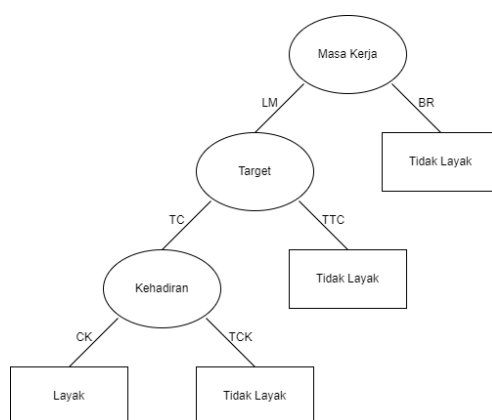 Masa Kerja
LM
BR
Target
Tidak Layak
TC
TTC
Kehadiran
Tidak Layak
CK
TCK
Layak
Tidak Layak